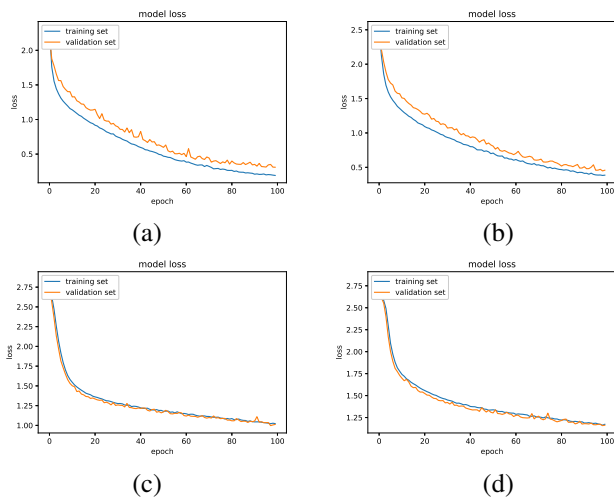 model loss
training set
validation set
2.0
1.5
1.0
0.5
loss
0 20 40 60 80 100
epoch
(a)
model loss
training set
validation set
2.5
2.0
1.5
1.0
0.5
loss
0 20 40 60 80 100
epoch
(b)
model loss
training set
validation set
2.75
2.50
2.25
2.00
1.75
1.50
1.25
1.00
loss
0 20 40 60 80 100
epoch
(c)
model loss
training set
validation set
2.75
2.50
2.25
2.00
1.75
1.50
1.25
loss
0 20 40 60 80 100
epoch
(d)